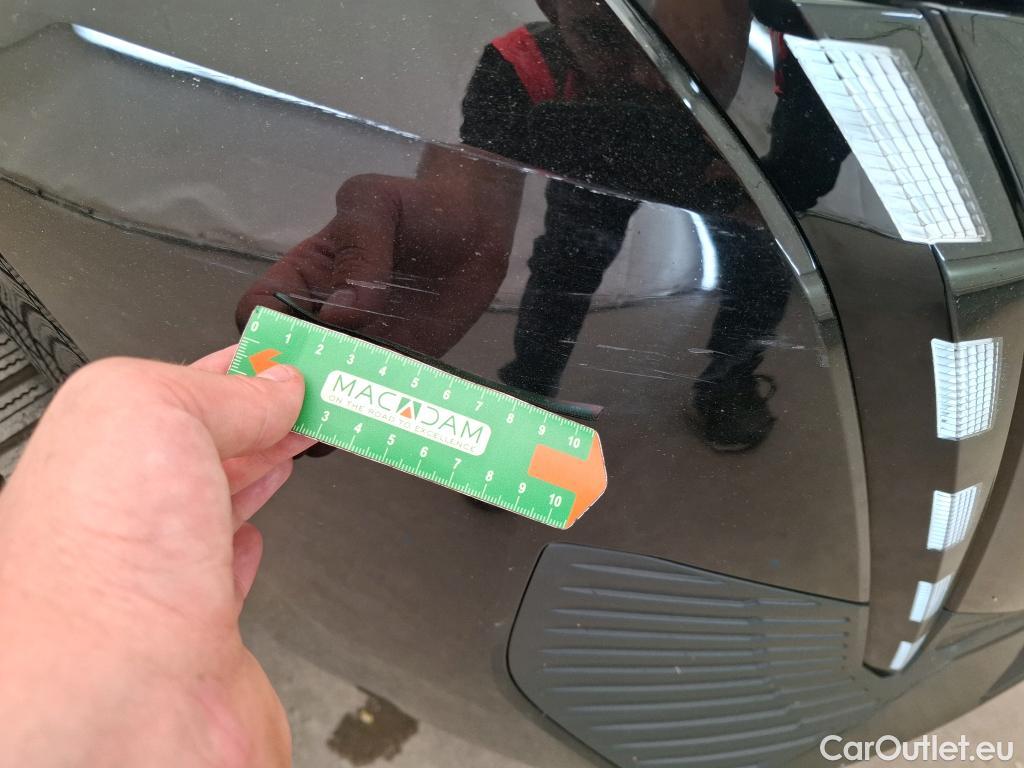 0 1 2 3 4 5 6 7 8 9 10
MACADAM
ON THE ROAD TO EXCELLENCE
3 4 5 6 7 8 9 10
CarOutlet.eu